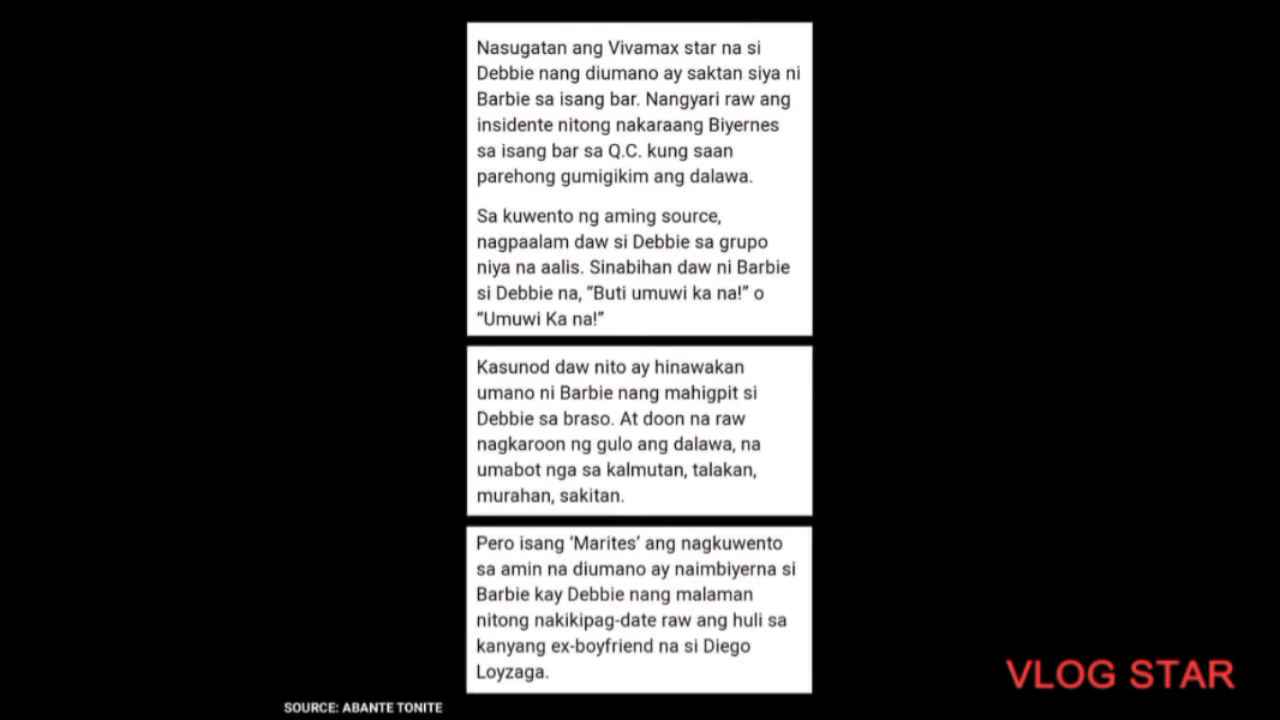 Nasugatan ang Vivamax star na si
Debbie nang diumano ay saktan siya ni
Barbie sa isang bar. Nangyari raw ang
insidente nitong nakaraang Biyernes
sa isang bar sa Q.C. kung saan
parehong gumigikim ang dalawa.
Sa kuwento ng aming source,
nagpaalam daw si Debbie sa grupo
niya na aalis. Sinabihan daw ni Barbie
si Debbie na, “Buti umuwi ka na!” o
“Umuwi Ka na!”
Kasunod daw nito ay hinawakan
umano ni Barbie nang mahigpit si
Debbie sa braso. At doon na raw
nagkaroon ng gulo ang dalawa, na
umabot nga sa kalmutan, talakan,
murahan, sakitan.
Pero isang ‘Marites’ ang nagkuwento
sa amin na diumano ay naimbiyerna si
Barbie kay Debbie nang malaman
nitong nakikipag-date raw ang huli sa
kanyang ex-boyfriend na si Diego
Loyzaga.
VLOG STAR
SOURCE: ABANTE TONITE